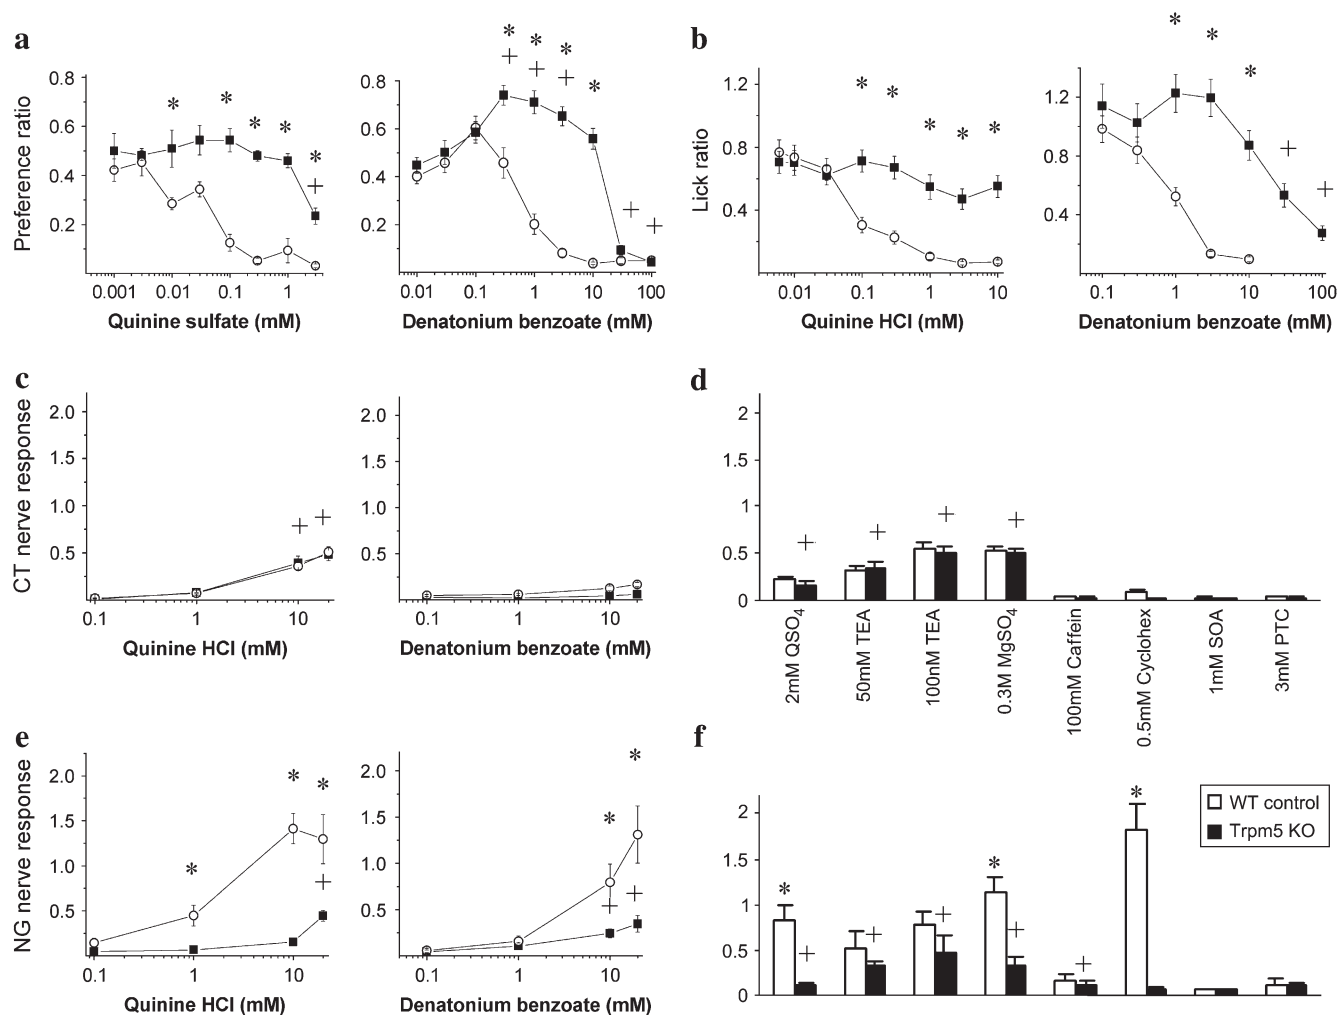 a
Preference ratio
0.8
0.6
0.4
0.2
0.001 0.01 0.1 1
Quinine sulfate (mM)
* * * * * +
0.8
0.6
0.4
0.2
0.01 0.1 1 10 100
Denatonium benzoate (mM)
* * * *
+ + + + +
b
Lick ratio
1.2
0.8
0.4
0.01 0.1 1 10
Quinine HCl (mM)
* * * * *
1.2
0.8
0.4
0.1 1 10 100
Denatonium benzoate (mM)
* * * + +
c
CT nerve response
2.0
1.5
1.0
0.5
0.1 1 10
Quinine HCl (mM)
+ +
2.0
1.5
1.0
0.5
0.1 1 10
Denatonium benzoate (mM)
d
2
1.5
1
0.5
0
+ + + +
2mM QSO4
50mM TEA
100nM TEA
0.3M MgSO4
100mM Caffein
0.5mM Cyclohex
1mM SOA
3mM PTC
e
NG nerve response
2.0
1.5
1.0
0.5
0.1 1 10
Quinine HCl (mM)
* * * +
2.0
1.5
1.0
0.5
0.1 1 10
Denatonium benzoate (mM)
* * + +
f
2
1.5
1
0.5
0
* + + + * + + *
WT control
Trpm5 KO